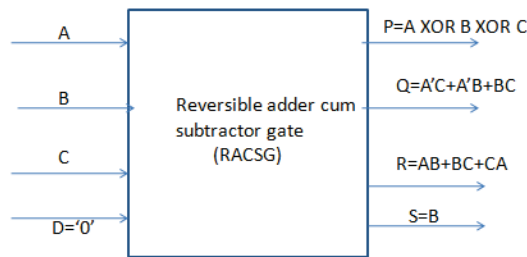 A
B
C
D='0'
Reversible adder cum
subtractor gate
(RACSG)
P=A XOR B XOR C
Q=A’C+A’B+BC
R=AB+BC+CA
S=B